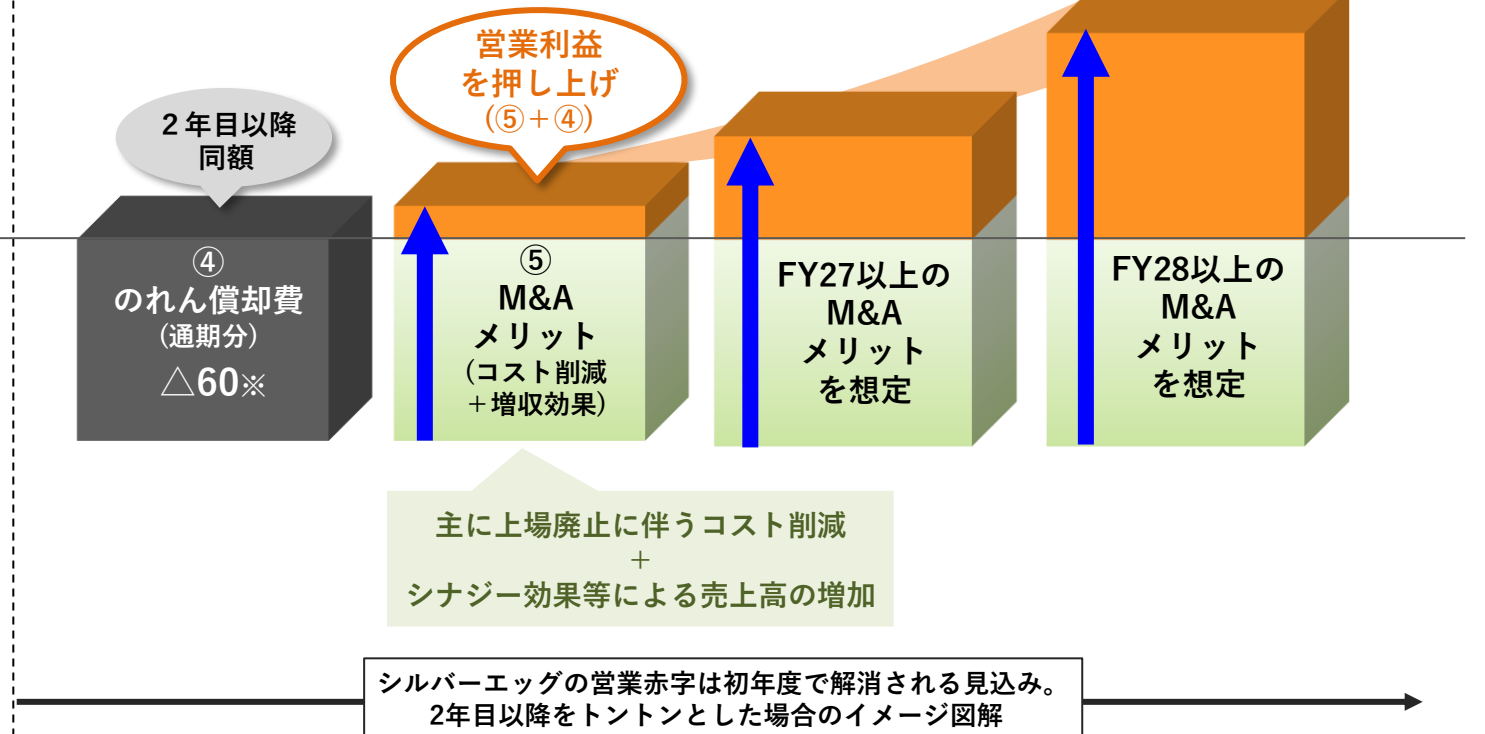 ２年目以降
同額
営業利益
を押し上げ
(⑤＋④)
④
のれん償却費
(通期分)
△60※
⑤
M&A
メリット
(コスト削減
＋増収効果)
FY27以上の
M&A
メリット
を想定
FY28以上の
M&A
メリット
を想定
主に上場廃止に伴うコスト削減
＋
シナジー効果等による売上高の増加
シルバーエッグの営業赤字は初年度で解消される見込み。
2年目以降をトントンとした場合のイメージ図解